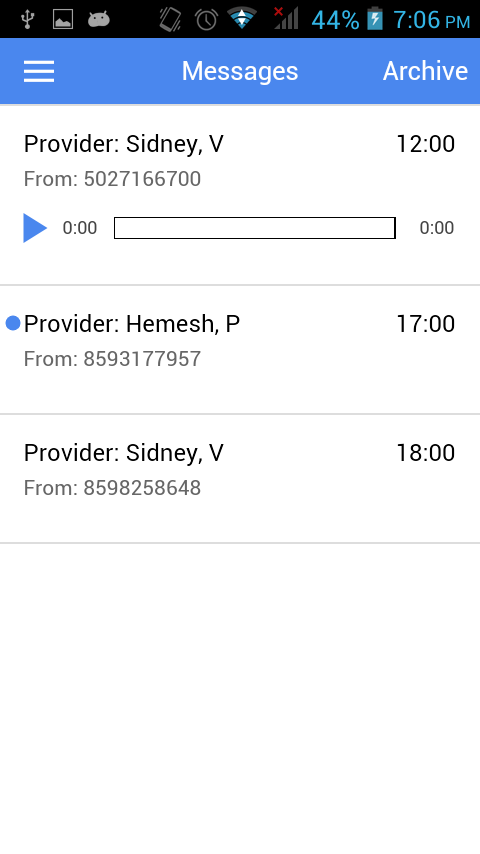 44% 7:06 PM
Messages Archive
Provider: Sidney, V 12:00
From: 5027166700
0:00 0:00
Provider: Hemesh, P 17:00
From: 8593177957
Provider: Sidney, V 18:00
From: 8598258648